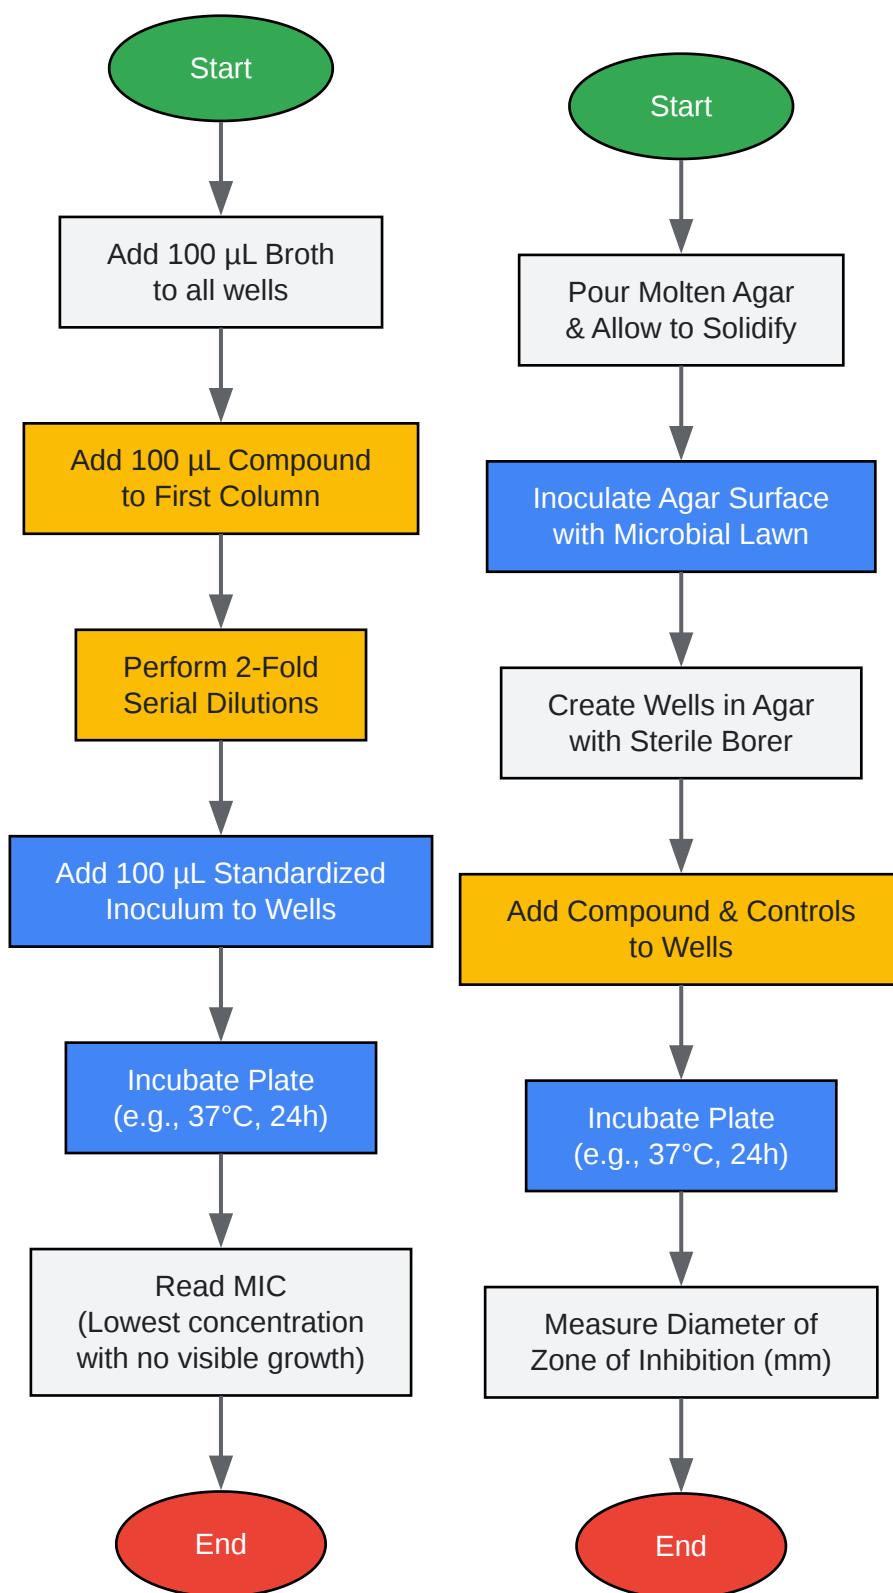 Start
Add 100 µL Broth
to all wells
Add 100 µL Compound
to First Column
Perform 2-Fold
Serial Dilutions
Add 100 µL Standardized
Inoculum to Wells
Incubate Plate
(e.g., 37°C, 24h)
Read MIC
(Lowest concentration
with no visible growth)
End
Start
Pour Molten Agar
& Allow to Solidify
Inoculate Agar Surface
with Microbial Lawn
Create Wells in Agar
with Sterile Borer
Add Compound & Controls
to Wells
Incubate Plate
(e.g., 37°C, 24h)
Measure Diameter of
Zone of Inhibition (mm)
End